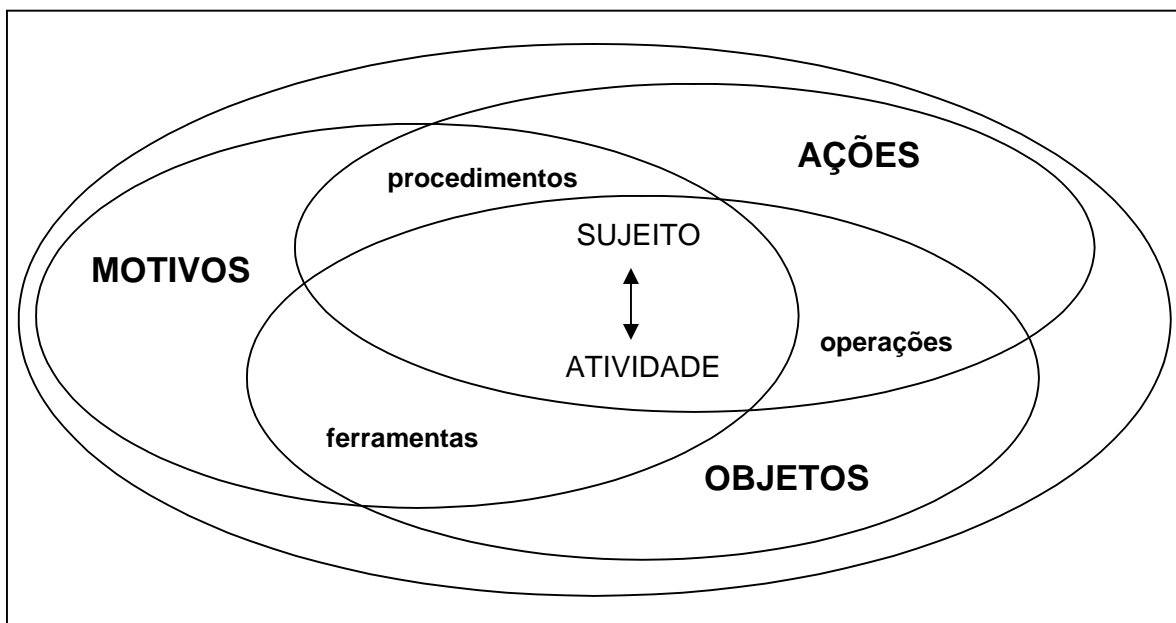 AÇÕES
procedimentos
SUJEITO
MOTIVOS
operações
ATIVIDADE
ferramentas
OBJETOS